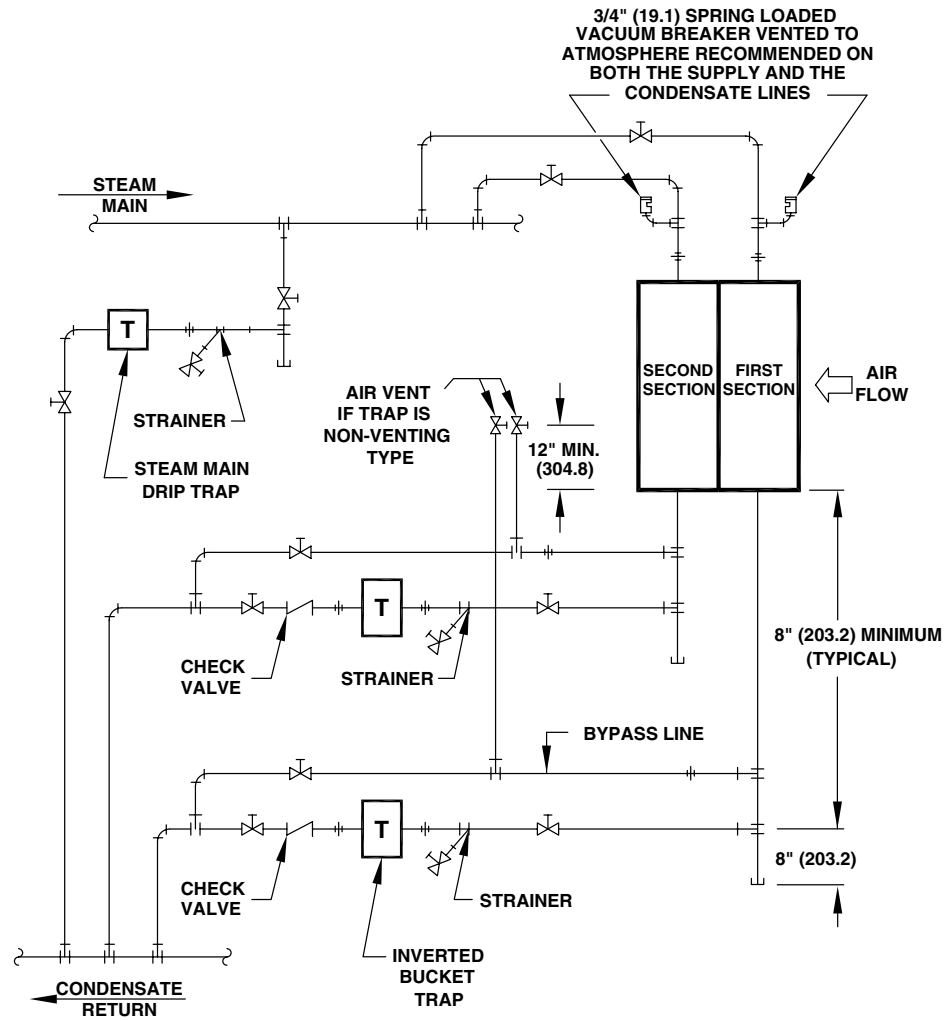 3/4" (19.1) SPRING LOADED
VACUUM BREAKER VENTED TO
ATMOSPHERE RECOMMENDED ON
BOTH THE SUPPLY AND THE
CONDENSATE LINES
STEAM
MAIN
T
STRAINER
STEAM MAIN
DRIP TRAP
AIR VENT
IF TRAP IS
NON-VENTING
TYPE
12" MIN.
(304.8)
SECOND
SECTION
FIRST
SECTION
AIR
FLOW
T
CHECK
VALVE
STRAINER
8" (203.2) MINIMUM
(TYPICAL)
BYPASS LINE
T
8" (203.2)
CHECK
VALVE
STRAINER
INVERTED
BUCKET
TRAP
CONDENSATE
RETURN